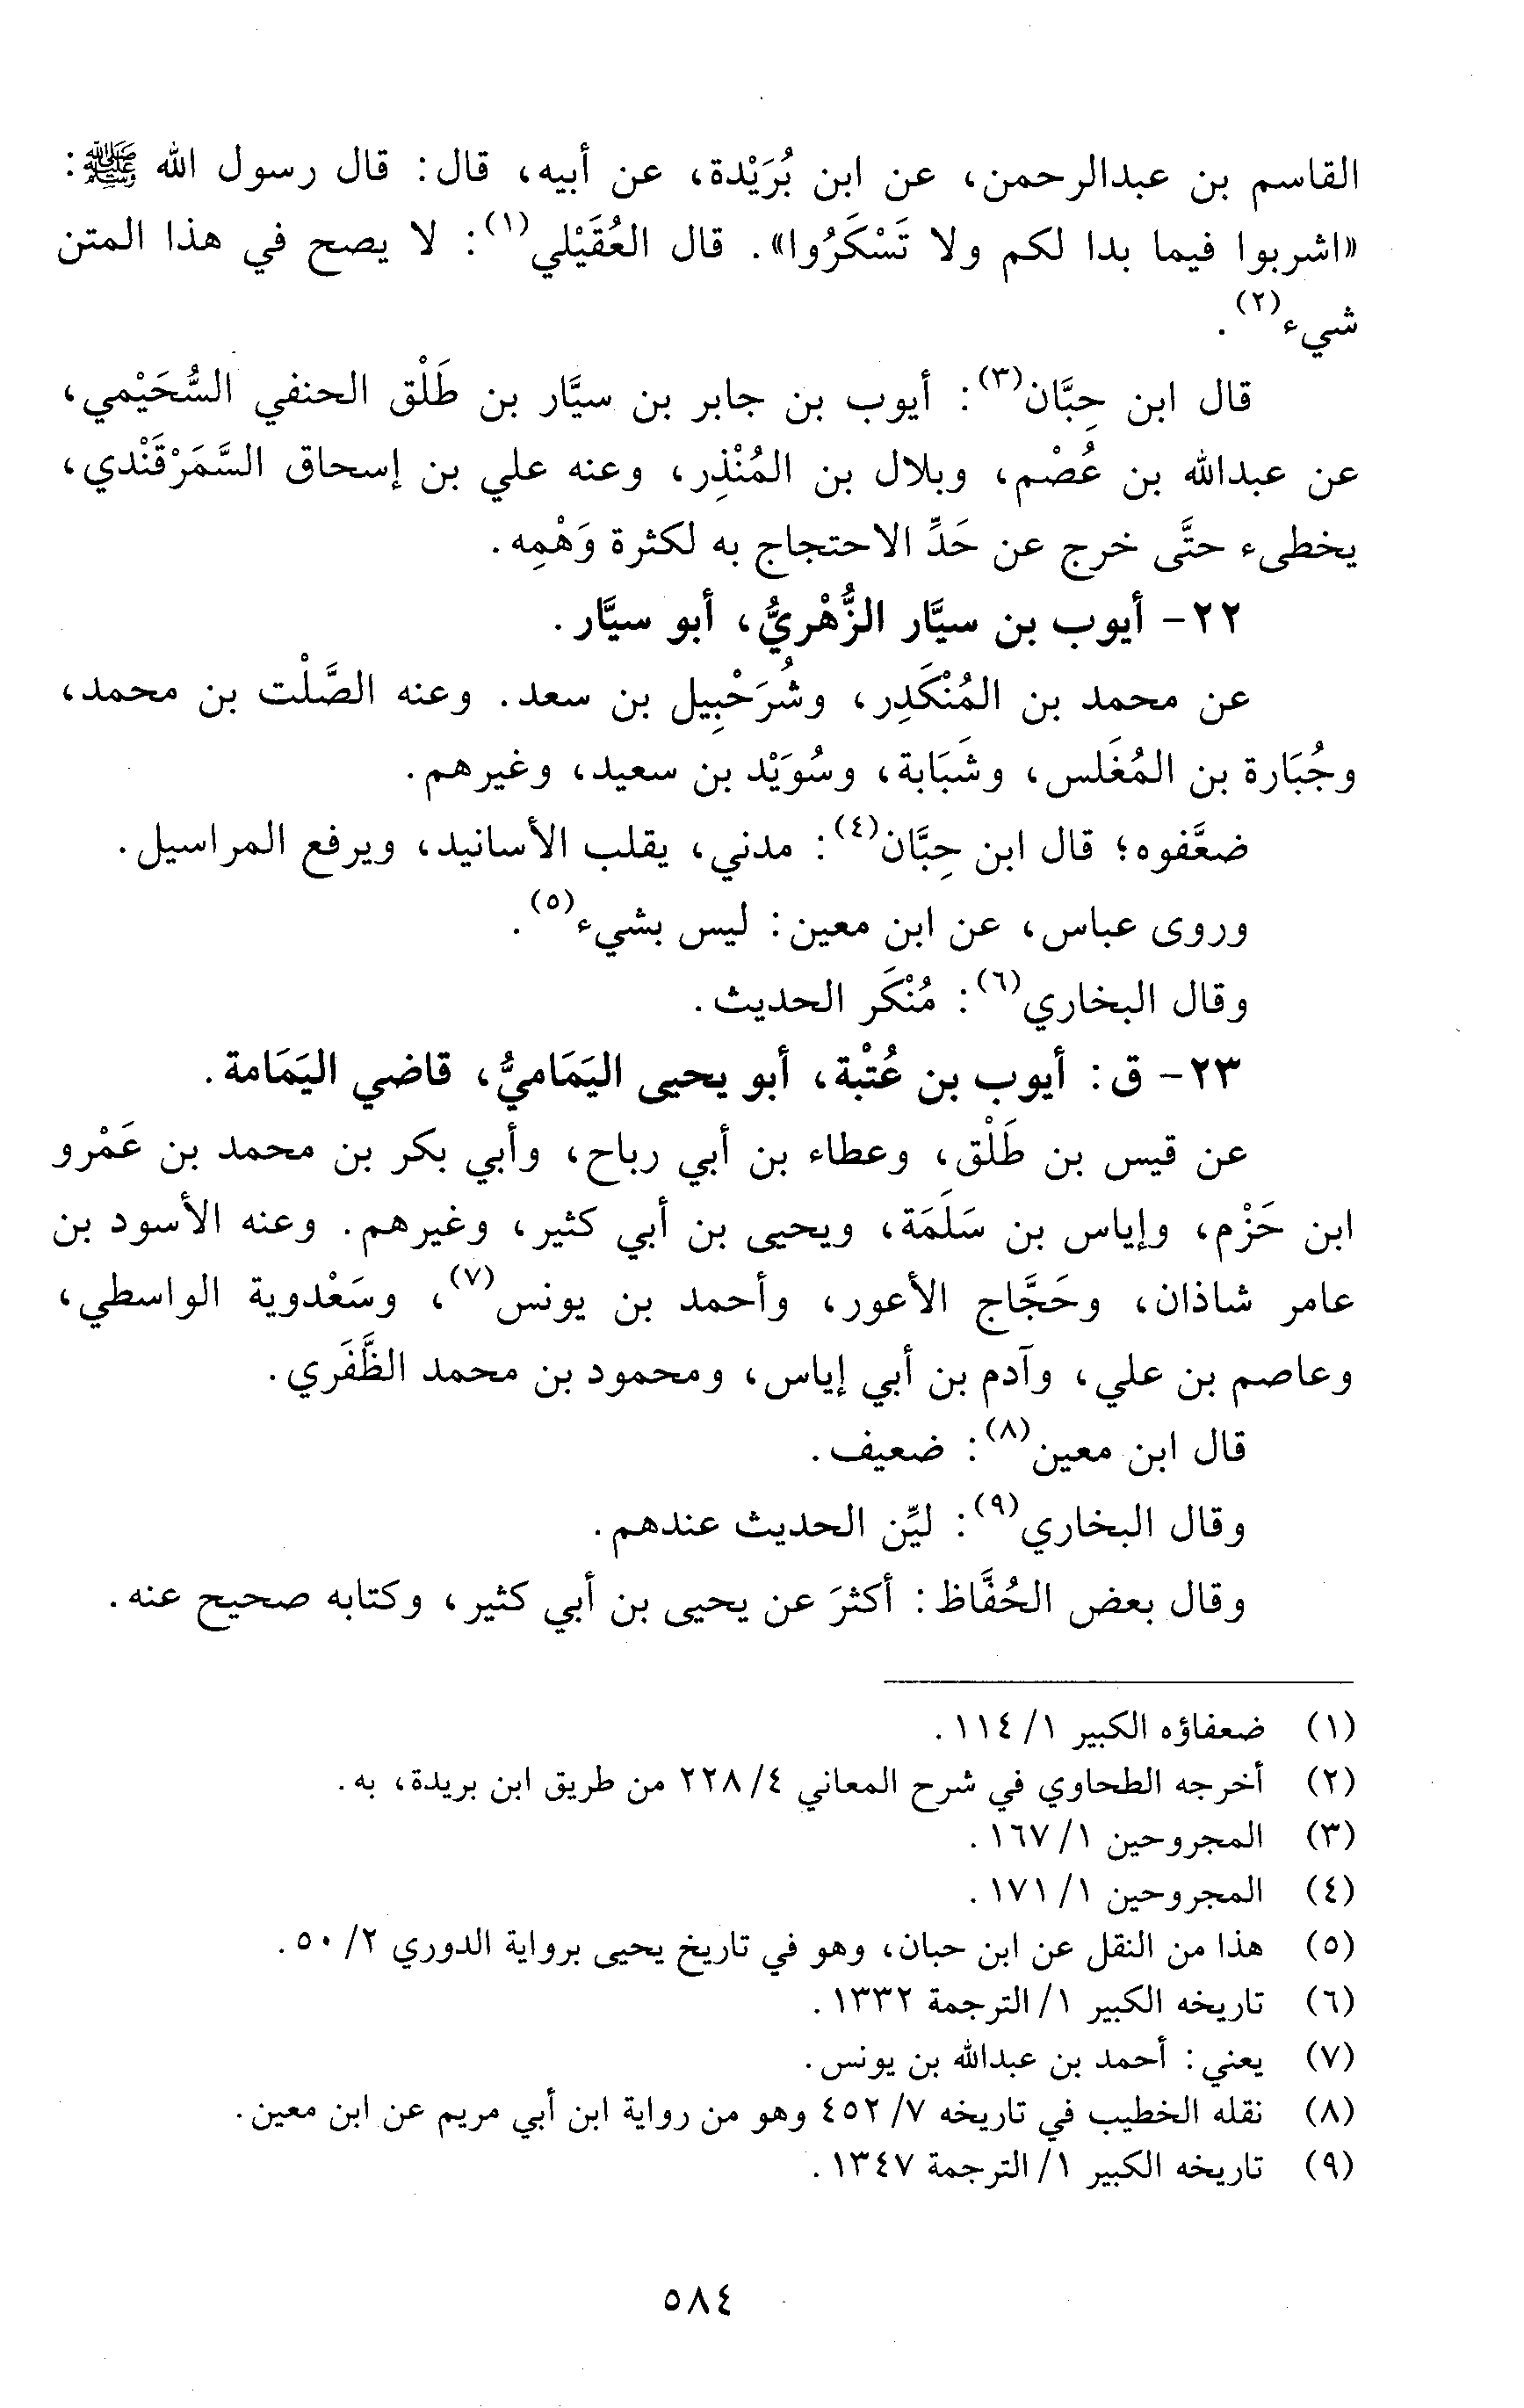 القاسم بن عبدالرحمن، عن ابن بُرَيْدة، عن أبيه، قال: قال رسول الله ﷺ:
«اشربوا فيما بدا لكم ولا تَسْكَرُوا». قال العُقَيْلي(١): لا يصح في هذا المتن
شيء(٢).
قال ابن حِبَّان(٣): أيوب بن جابر بن سيَّار بن طَلْق الحنفي السُّحَيْمي،
عن عبدالله بن عُصْم، وبلال بن المُنْذِر، وعنه علي بن إسحاق السَّمَرْقَنْدي،
يخطىء حتَّى خرج عن حَدِّ الاحتجاج به لكثرة وَهْمِه.
٢٢- أيوب بن سيَّار الزُّهْريُّ، أبو سيَّار.
عن محمد بن المُنْكَدِر، وشُرَحْبِيل بن سعد. وعنه الصَّلْت بن محمد،
وجُبَارة بن المُغَلس، وشَبَابة، وسُوَيْد بن سعيد، وغيرهم.
ضعَّفوه؛ قال ابن حِبَّان(٤): مدني، يقلب الأسانيد، ويرفع المراسيل.
وروى عباس، عن ابن معين: ليس بشيء(٥).
وقال البخاري(٦): مُنْكَر الحديث.
٢٣- ق: أيوب بن عُتْبة، أبو يحيى اليَمَاميُّ، قاضي اليَمَامة.
عن قيس بن طَلْق، وعطاء بن أبي رباح، وأبي بكر بن محمد بن عَمْرو
ابن حَزْم، وإياس بن سَلَمَة، ويحيى بن أبي كثير، وغيرهم. وعنه الأسود بن
عامر شاذان، وحَجَّاج الأعور، وأحمد بن يونس(٧)، وسَعْدوية الواسطي،
وعاصم بن علي، وآدم بن أبي إياس، ومحمود بن محمد الظَّفَري.
قال ابن معين(٨): ضعيف.
وقال البخاري(٩): ليِّن الحديث عندهم.
وقال بعض الحُفَّاظ: أكثرَ عن يحيى بن أبي كثير، وكتابه صحيح عنه.
(١) ضعفاؤه الكبير ١/ ١١٤.
(٢) أخرجه الطحاوي في شرح المعاني ٤/ ٢٢٨ من طريق ابن بريدة، به.
(٣) المجروحين ١/ ١٦٧.
(٤) المجروحين ١/ ١٧١.
(٥) هذا من النقل عن ابن حبان، وهو في تاريخ يحيى برواية الدوري ٢/ ٥٠.
(٦) تاريخه الكبير ١/ الترجمة ١٣٣٢.
(٧) يعني: أحمد بن عبدالله بن يونس.
(٨) نقله الخطيب في تاريخه ٧/ ٤٥٢ وهو من رواية ابن أبي مريم عن ابن معين.
(٩) تاريخه الكبير ١/ الترجمة ١٣٤٧.
٥٨٤